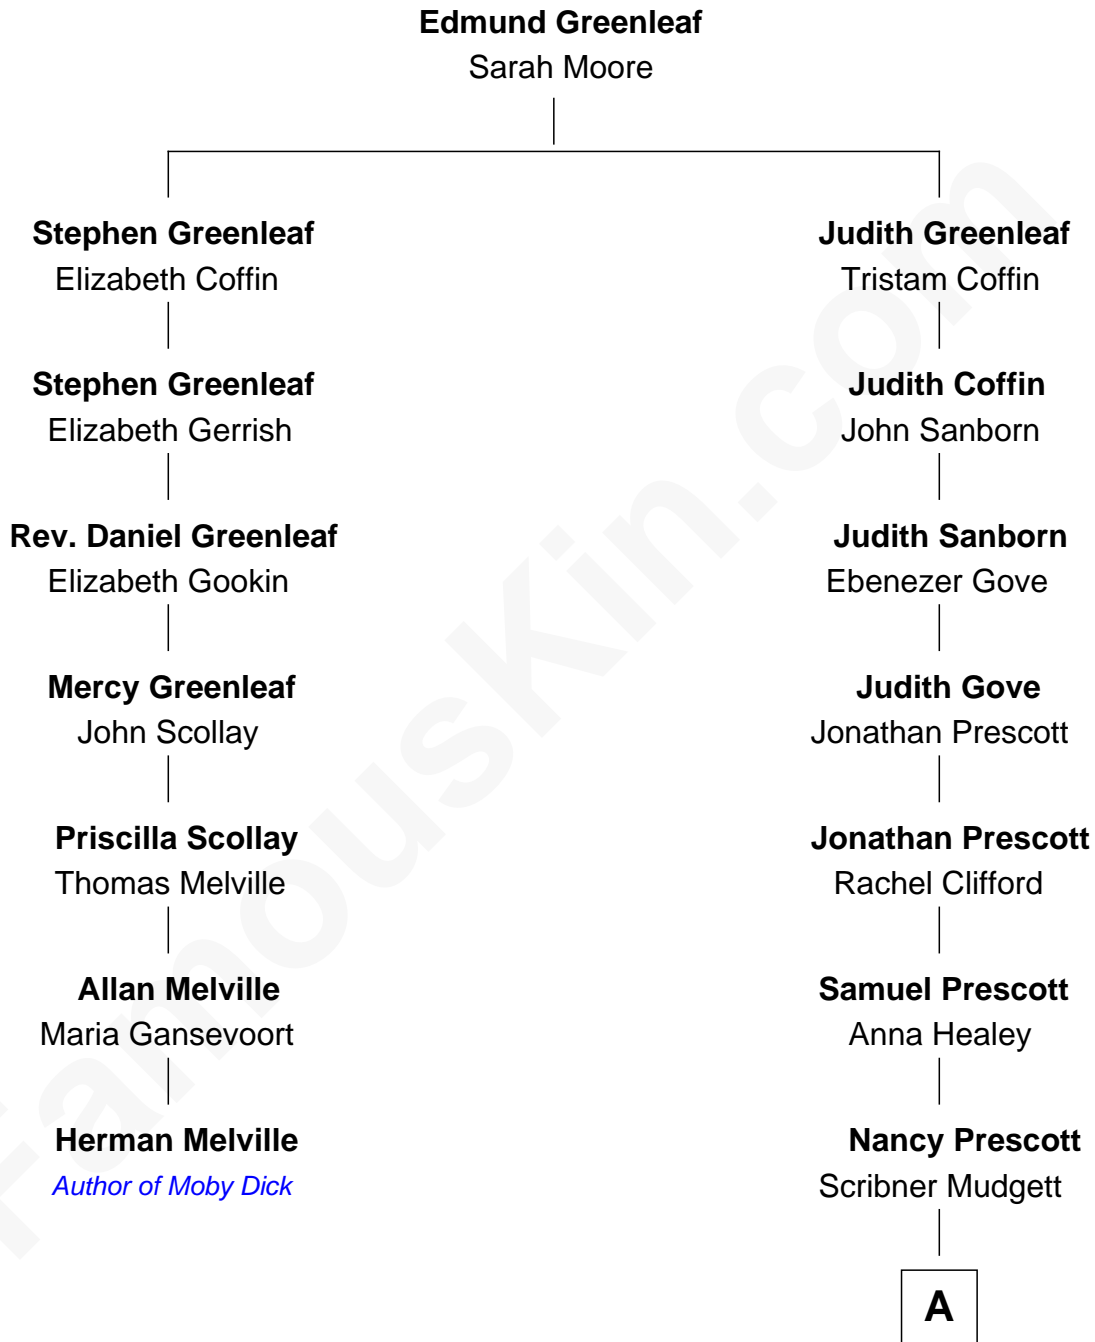 Edmund Greenleaf
Sarah Moore
Stephen Greenleaf
Elizabeth Coffin
Judith Greenleaf
Tristam Coffin
Stephen Greenleaf
Elizabeth Gerrish
Judith Coffin
John Sanborn
Rev. Daniel Greenleaf
Elizabeth Gookin
Judith Sanborn
Ebenezer Gove
Mercy Greenleaf
John Scollay
Judith Gove
Jonathan Prescott
Priscilla Scollay
Thomas Melville
Jonathan Prescott
Rachel Clifford
Allan Melville
Maria Gansevoort
Samuel Prescott
Anna Healey
Herman Melville
Author of Moby Dick
Nancy Prescott
Scribner Mudgett
A
FamousKin.com